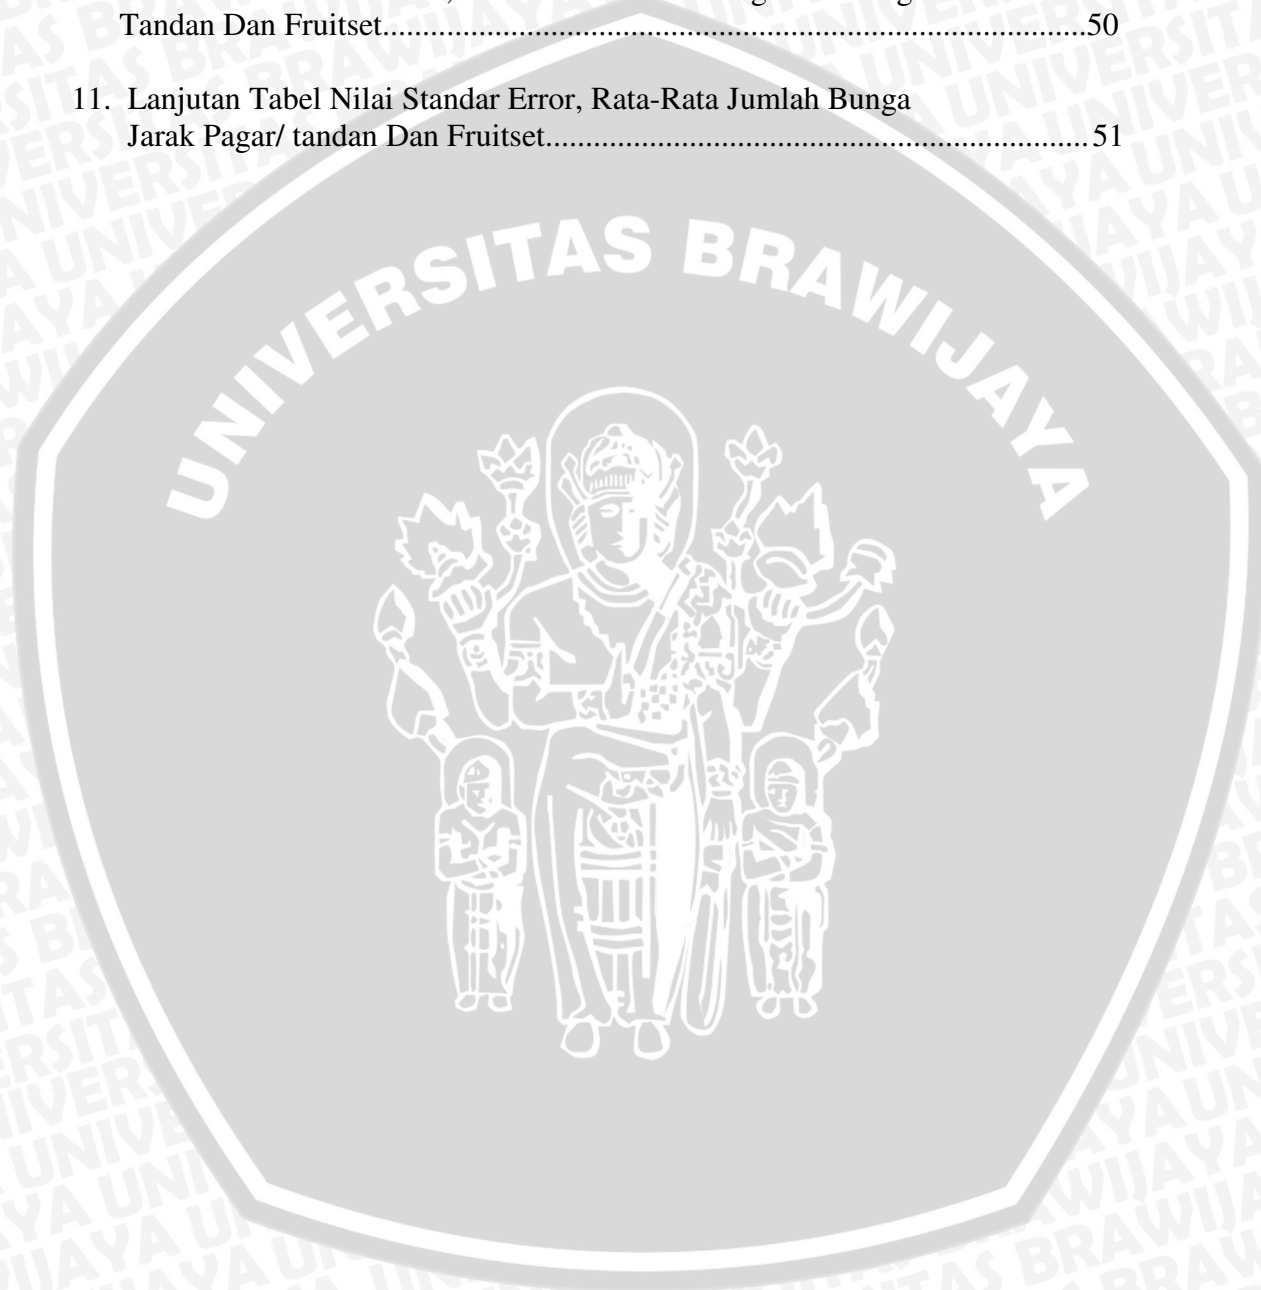 Tandan Dan Fruitset..........................................................................................50
11. Lanjutan Tabel Nilai Standar Error, Rata-Rata Jumlah Bunga
Jarak Pagar/ tandan Dan Fruitset.....................................................................51
UNIVERSITAS BRAWIJAYA